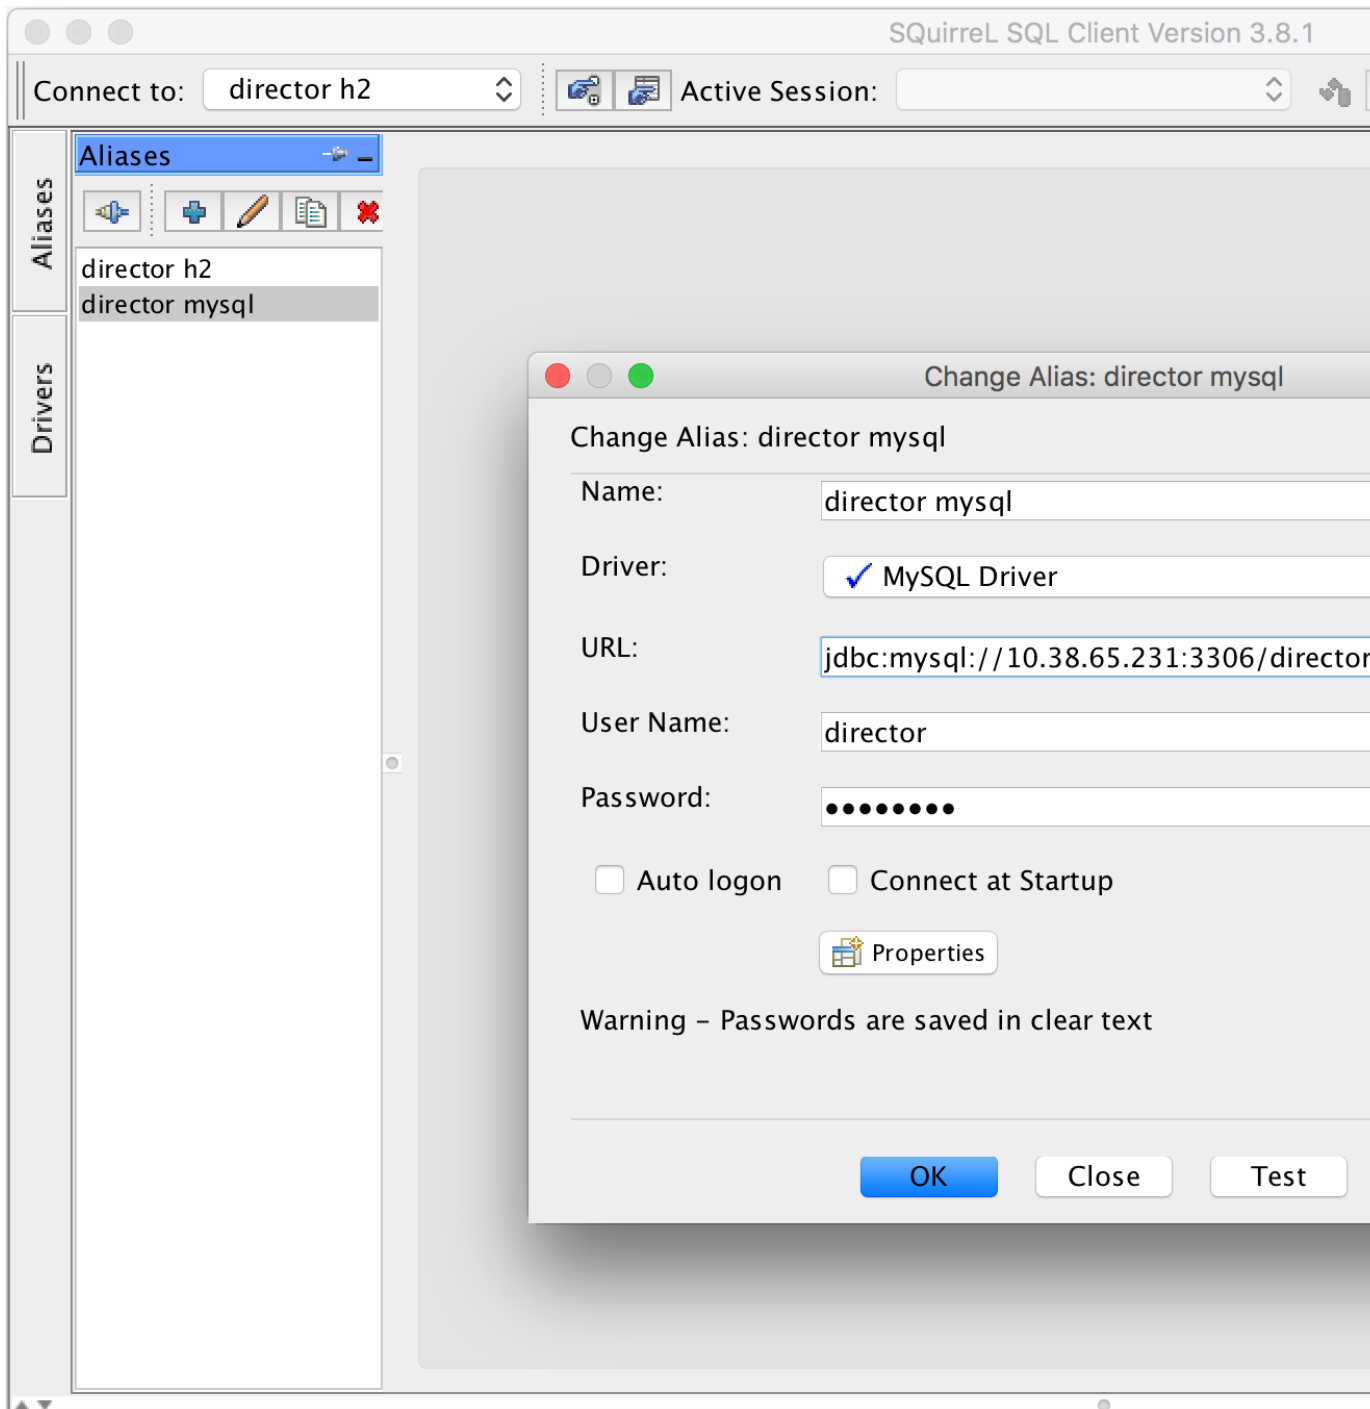 SQuirreL SQL Client Version 3.8.1
Connect to: director h2 Active Session:
Aliases
Aliases
Drivers
director h2
director mysql
Change Alias: director mysql
Change Alias: director mysql
Name: director mysql
Driver: MySQL Driver
URL: jdbc:mysql://10.38.65.231:3306/director
User Name: director
Password: ••••••••
Auto logon Connect at Startup
Properties
Warning – Passwords are saved in clear text
OK Close Test